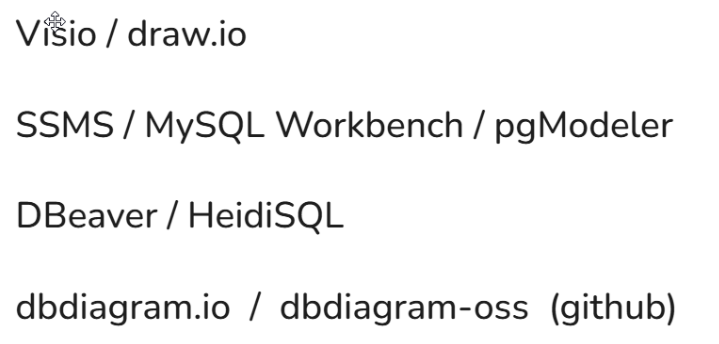 Visio / draw.io
SSMS / MySQL Workbench / pgModeler
DBeaver / HeidiSQL
dbdiagram.io / dbdiagram-oss (github)